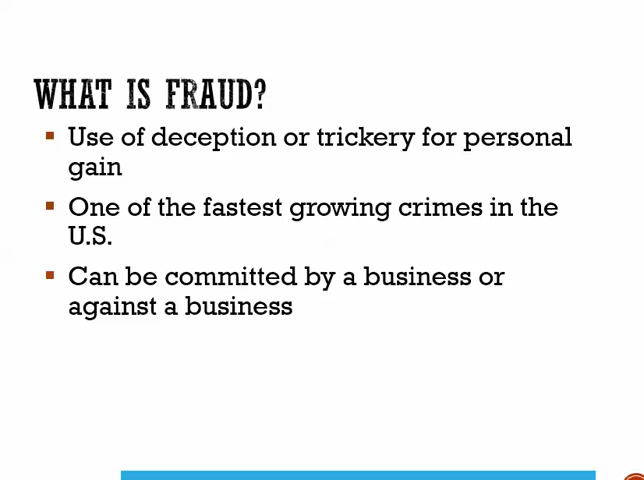 WHAT IS FRAUD?
▪ Use of deception or trickery for personal
gain
▪ One of the fastest growing crimes in the
U.S.
▪ Can be committed by a business or
against a business